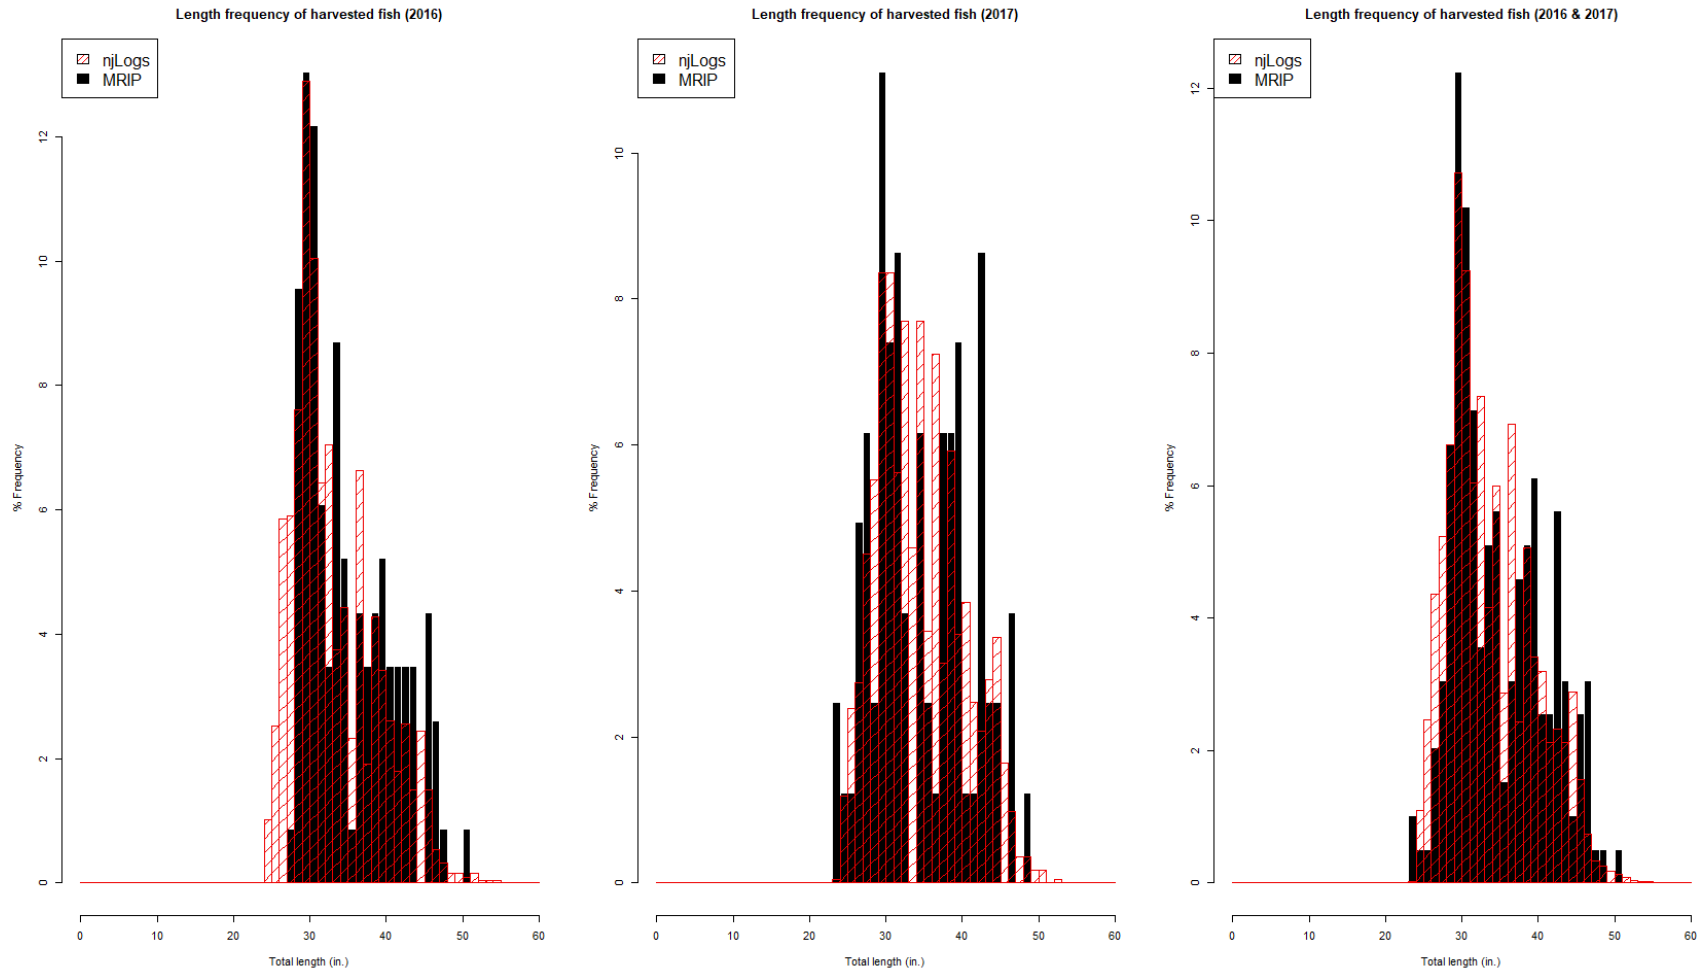 Length frequency of harvested fish (2016)
njLogs
MRIP
% Frequency
0
2
4
6
8
10
12
0 10 20 30 40 50 60
Total length (in.)
Length frequency of harvested fish (2017)
njLogs
MRIP
% Frequency
0
2
4
6
8
10
0 10 20 30 40 50 60
Total length (in.)
Length frequency of harvested fish (2016 & 2017)
njLogs
MRIP
% Frequency
0
2
4
6
8
10
12
0 10 20 30 40 50 60
Total length (in.)